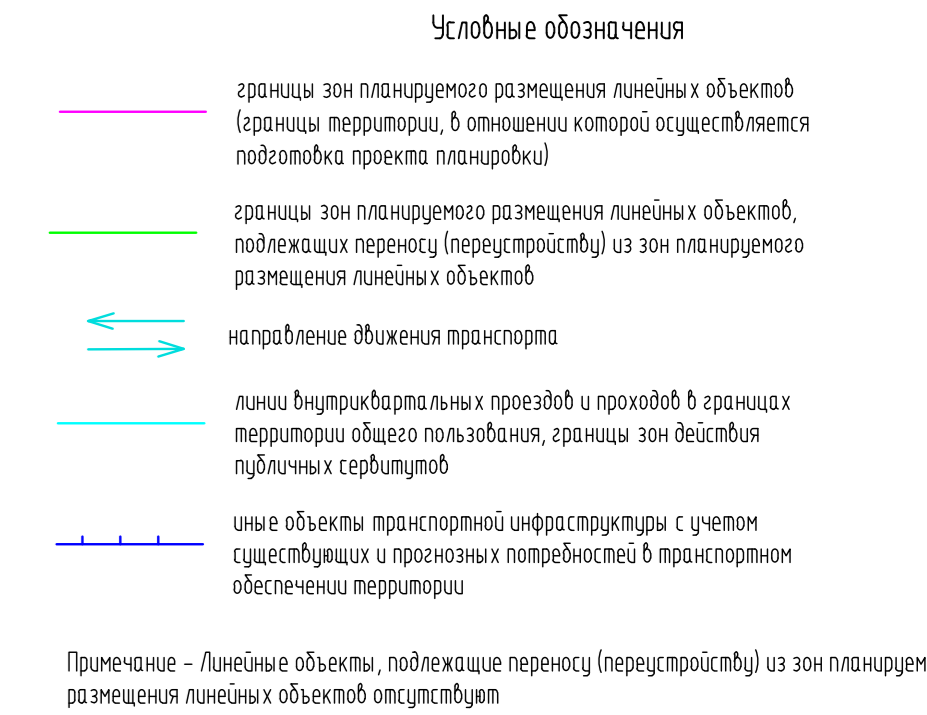 Условные обозначения
границы зон планируемого размещения линейных объектов
(границы территории, в отношении которой осуществляется
подготовка проекта планировки)
границы зон планируемого размещения линейных объектов,
подлежащих переносу (переустройству) из зон планируемого
размещения линейных объектов
направление движения транспорта
линии внутриквартальных проездов и проходов в границах
территории общего пользования, границы зон действия
публичных сервитутов
иные объекты транспортной инфраструктуры с учетом
существующих и прогнозных потребностей в транспортном
обеспечении территории
Примечание – Линейные объекты, подлежащие переносу (переустройству) из зон планируем
размещения линейных объектов отсутствуют